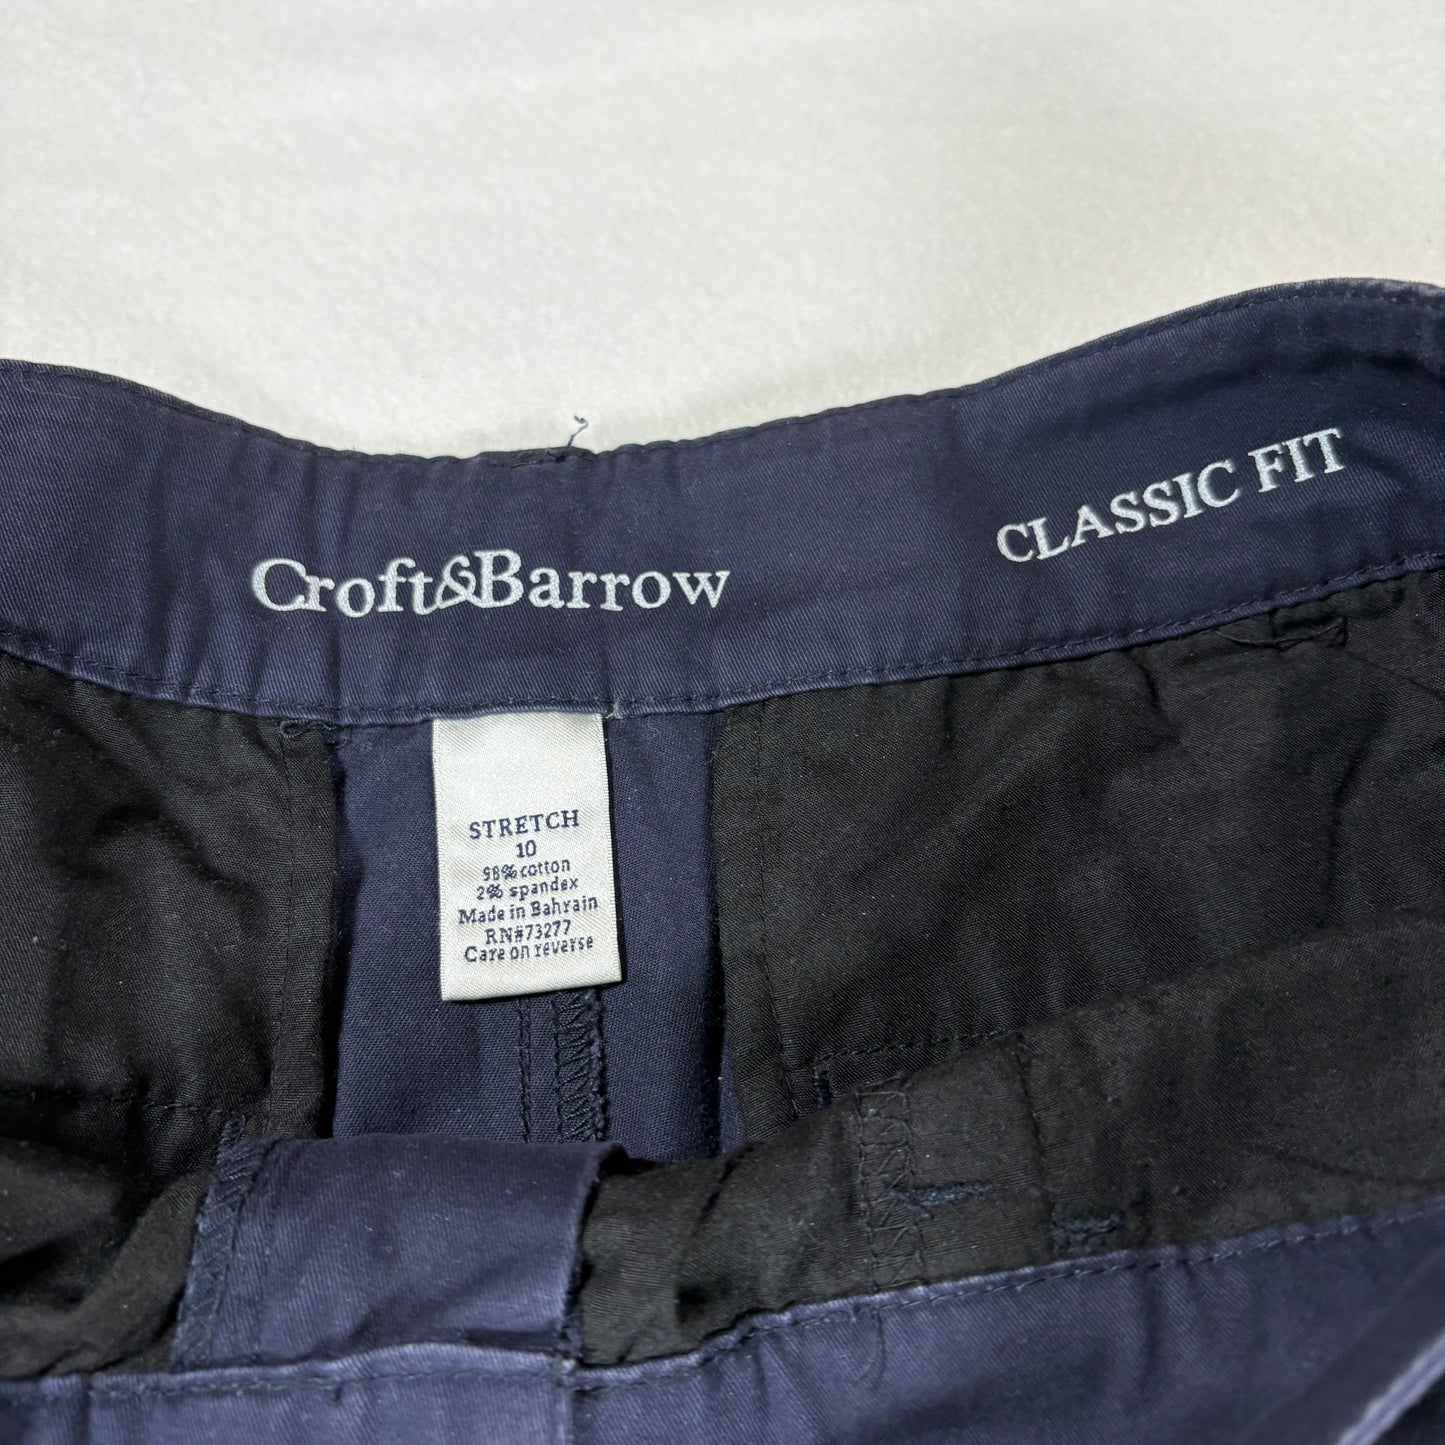 Croft&Barrow
CLASSIC FIT
STRETCH
10
98% cotton
2% spandex
Made in Bahrain
RN#73277
Care on reverse